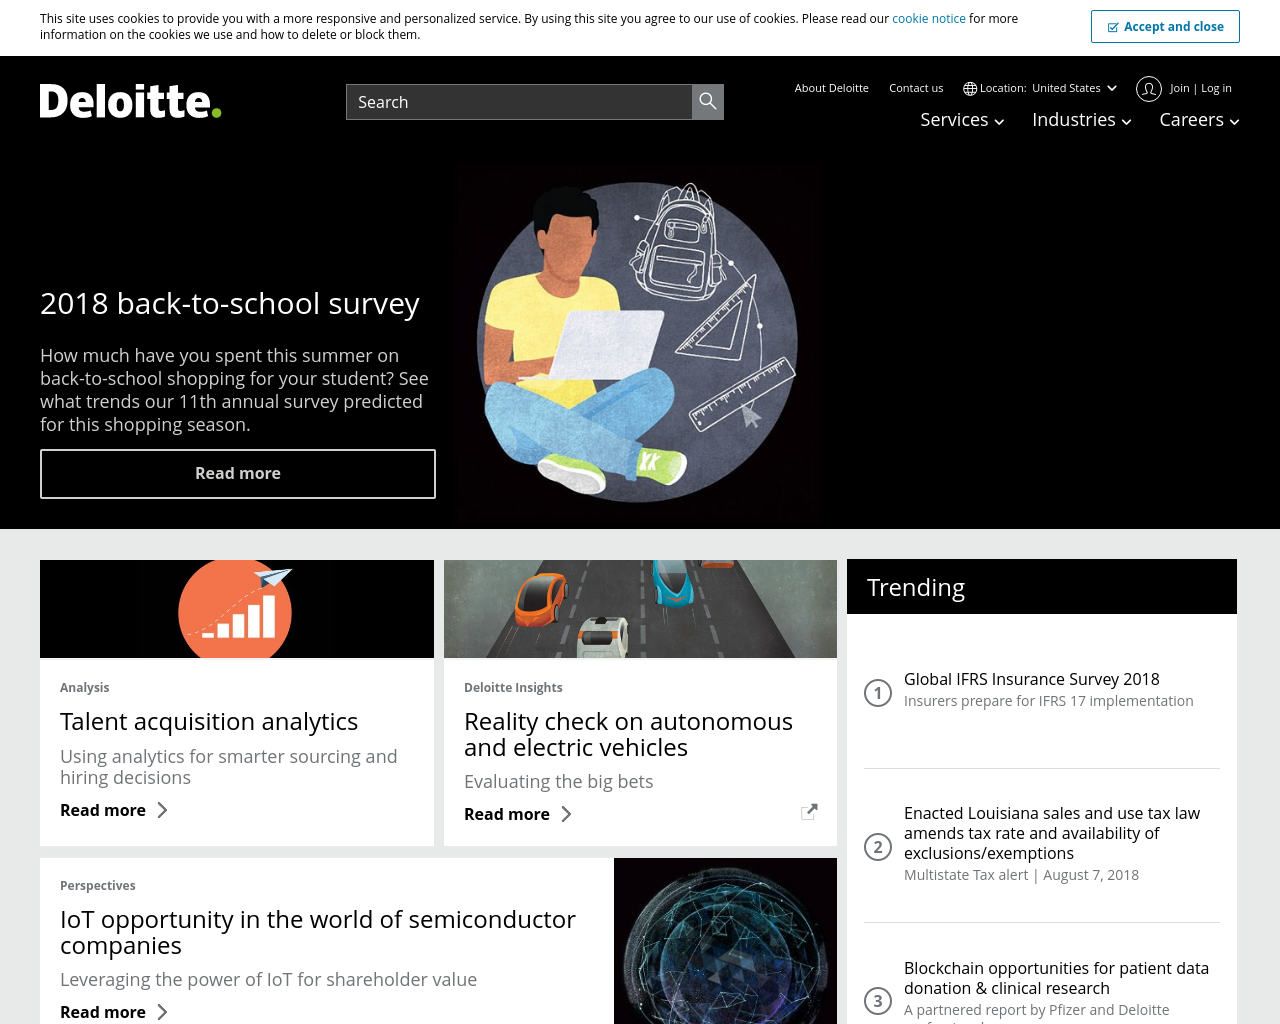 This site uses cookies to provide you with a more responsive and personalized service. By using this site you agree to our use of cookies. Please read our cookie notice for more
information on the cookies we use and how to delete or block them.
Accept and close
Deloitte.
Search
About Deloitte
Contact us
Location: United States
Join | Log in
Services
Industries
Careers
2018 back-to-school survey
How much have you spent this summer on
back-to-school shopping for your student? See
what trends our 11th annual survey predicted
for this shopping season.
Read more
Analysis
Talent acquisition analytics
Using analytics for smarter sourcing and
hiring decisions
Read more
Deloitte Insights
Reality check on autonomous
and electric vehicles
Evaluating the big bets
Read more
Perspectives
IoT opportunity in the world of semiconductor
companies
Leveraging the power of IoT for shareholder value
Read more
Trending
1
Global IFRS Insurance Survey 2018
Insurers prepare for IFRS 17 implementation
2
Enacted Louisiana sales and use tax law
amends tax rate and availability of
exclusions/exemptions
Multistate Tax alert | August 7, 2018
3
Blockchain opportunities for patient data
donation & clinical research
A partnered report by Pfizer and Deloitte